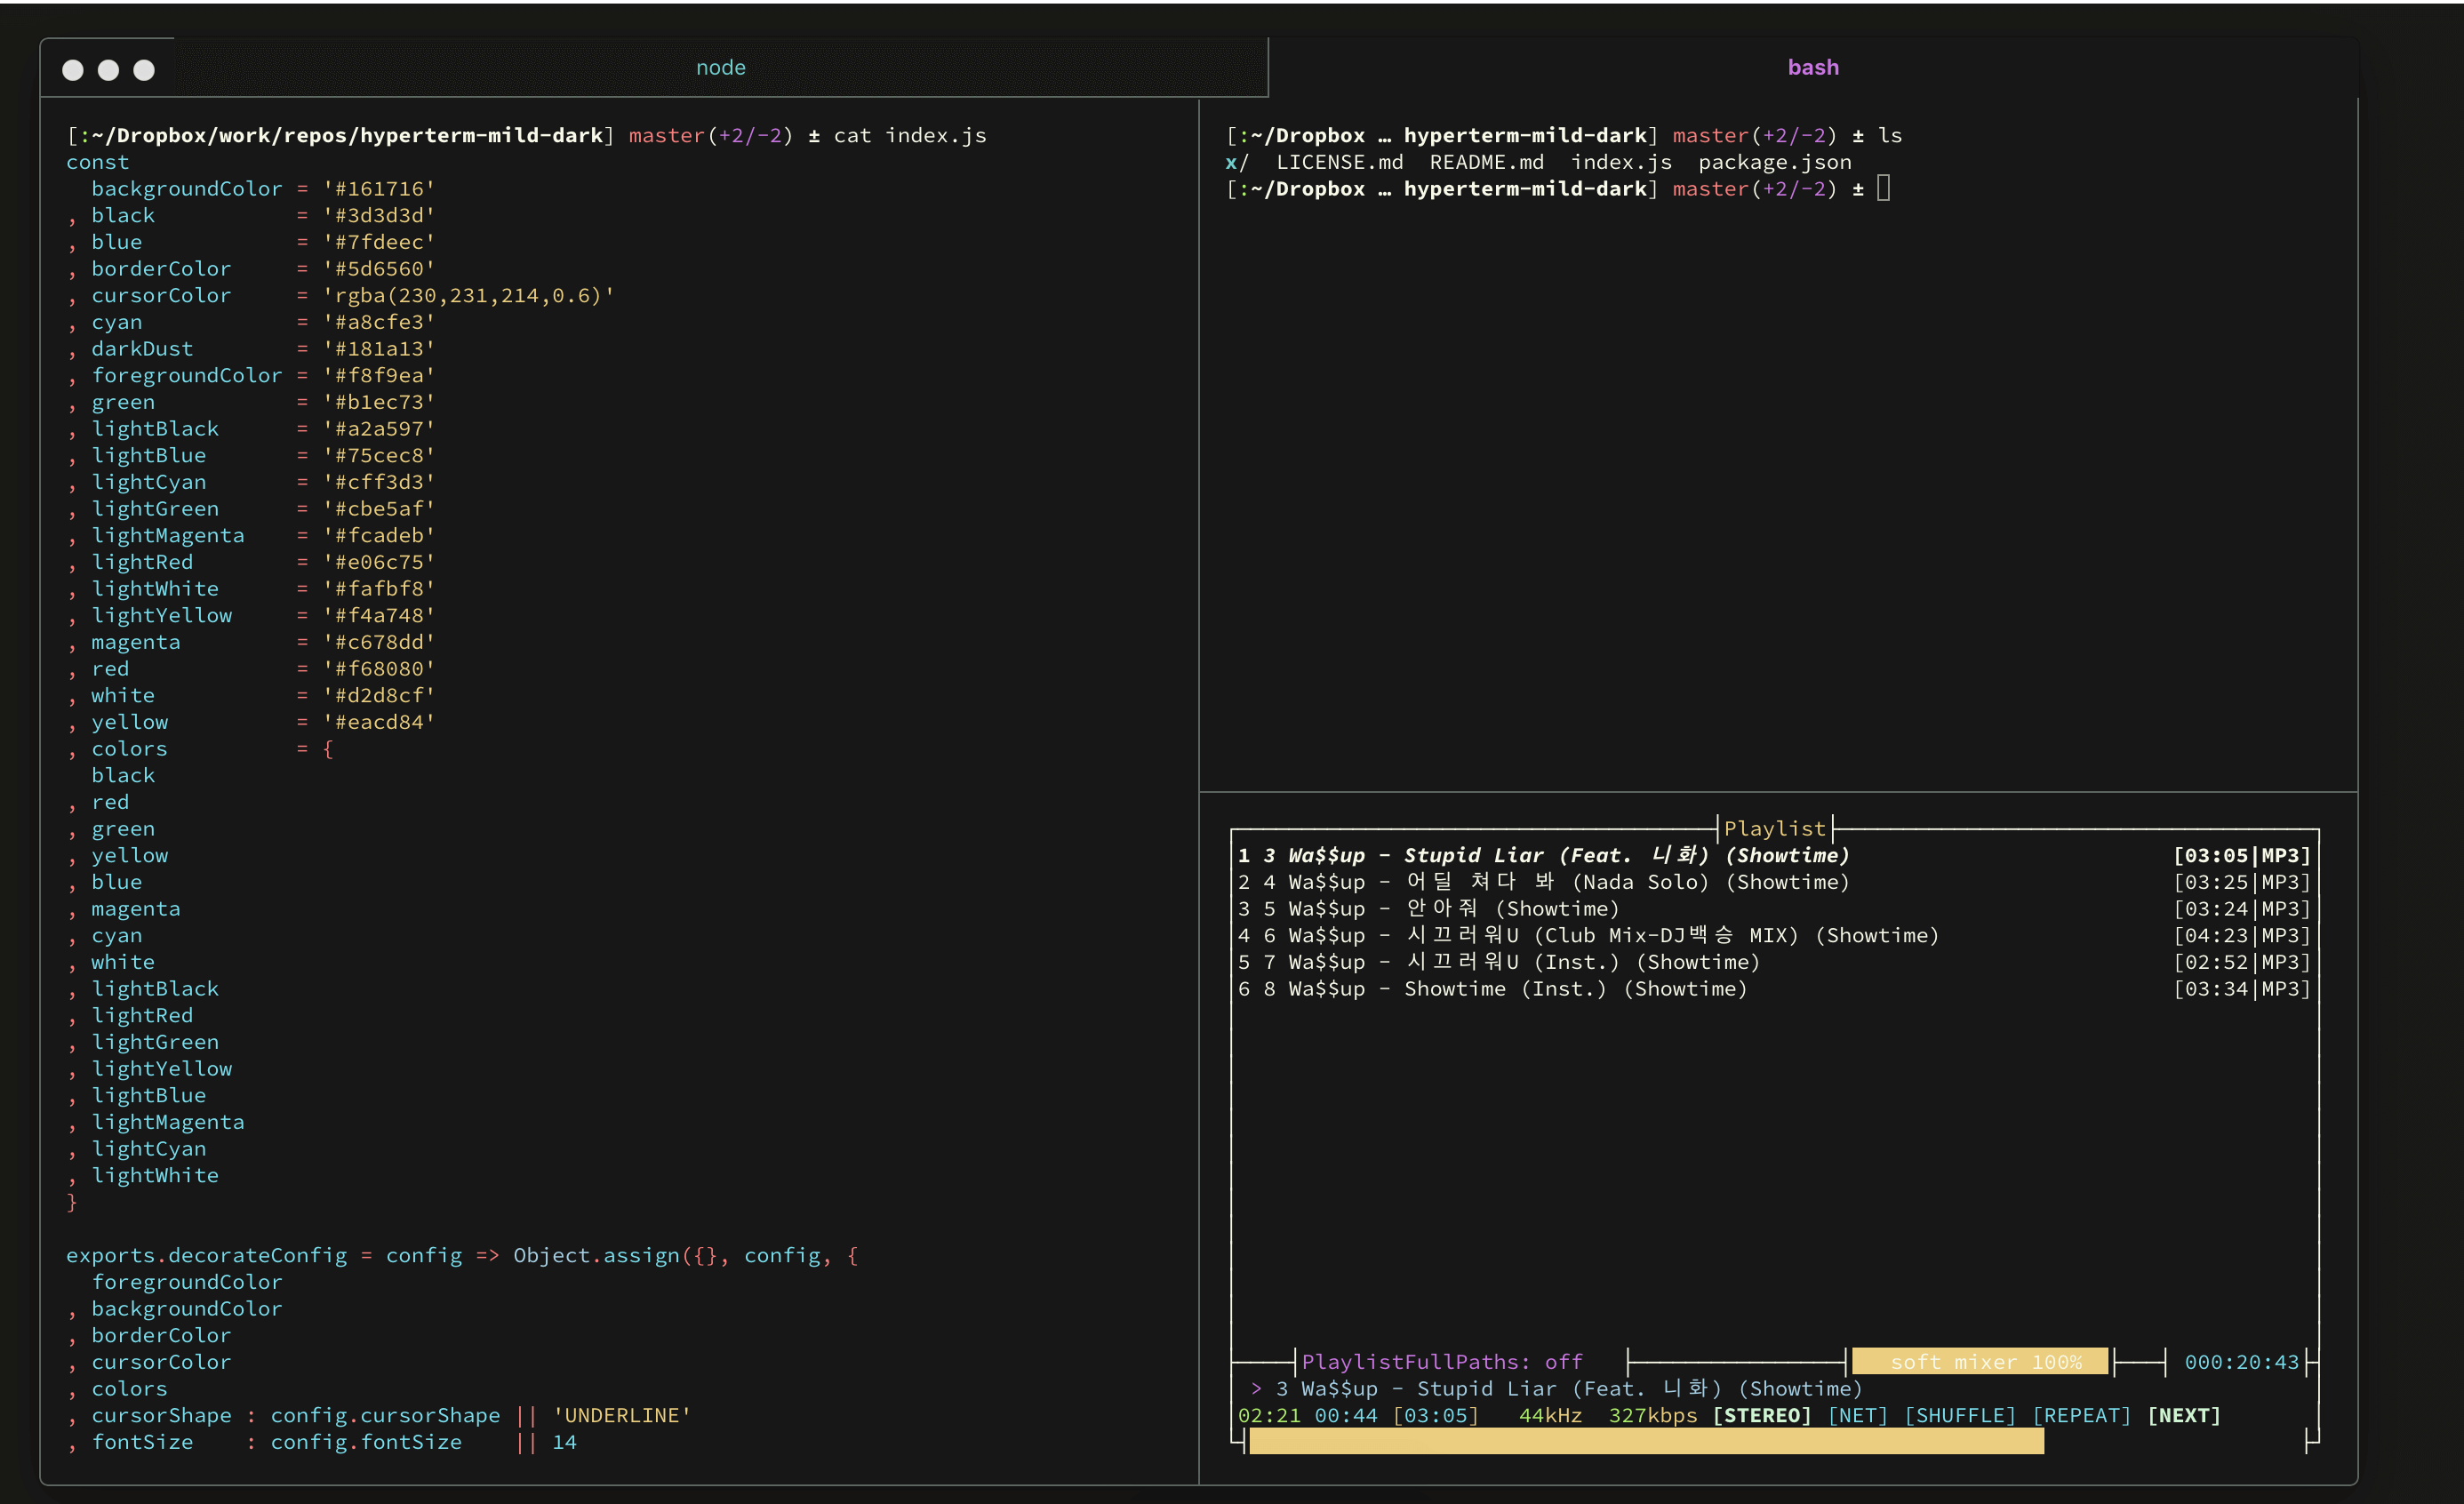 node
bash
[:~/Dropbox/work/repos/hyperterm-mild-dark] master(+2/-2) ± cat index.js
const
  backgroundColor = '#161716'
, black           = '#3d3d3d'
, blue            = '#7fdeec'
, borderColor     = '#5d6560'
, cursorColor     = 'rgba(230,231,214,0.6)'
, cyan            = '#a8cfe3'
, darkDust        = '#181a13'
, foregroundColor = '#f8f9ea'
, green           = '#b1ec73'
, lightBlack      = '#a2a597'
, lightBlue       = '#75cec8'
, lightCyan       = '#cff3d3'
, lightGreen      = '#cbe5af'
, lightMagenta    = '#fcadeb'
, lightRed        = '#e06c75'
, lightWhite      = '#fafbf8'
, lightYellow     = '#f4a748'
, magenta         = '#c678dd'
, red             = '#f68080'
, white           = '#d2d8cf'
, yellow          = '#eacd84'
, colors          = {
  black
, red
, green
, yellow
, blue
, magenta
, cyan
, white
, lightBlack
, lightRed
, lightGreen
, lightYellow
, lightBlue
, lightMagenta
, lightCyan
, lightWhite
}
exports.decorateConfig = config => Object.assign({}, config, {
  foregroundColor
, backgroundColor
, borderColor
, cursorColor
, colors
, cursorShape : config.cursorShape || 'UNDERLINE'
, fontSize    : config.fontSize    || 14
[:~/Dropbox … hyperterm-mild-dark] master(+2/-2) ± ls
x/  LICENSE.md  README.md  index.js  package.json
[:~/Dropbox … hyperterm-mild-dark] master(+2/-2) ±
Playlist
1 3 Wa$$up - Stupid Liar (Feat. 니화) (Showtime) [03:05|MP3]
2 4 Wa$$up - 어딜 쳐다 봐 (Nada Solo) (Showtime) [03:25|MP3]
3 5 Wa$$up - 안아줘 (Showtime) [03:24|MP3]
4 6 Wa$$up - 시끄러워U (Club Mix-DJ백승 MIX) (Showtime) [04:23|MP3]
5 7 Wa$$up - 시끄러워U (Inst.) (Showtime) [02:52|MP3]
6 8 Wa$$up - Showtime (Inst.) (Showtime) [03:34|MP3]
PlaylistFullPaths: off soft mixer 100% 000:20:43
> 3 Wa$$up - Stupid Liar (Feat. 니화) (Showtime)
02:21 00:44 [03:05]   44kHz  327kbps [STEREO] [NET] [SHUFFLE] [REPEAT] [NEXT]